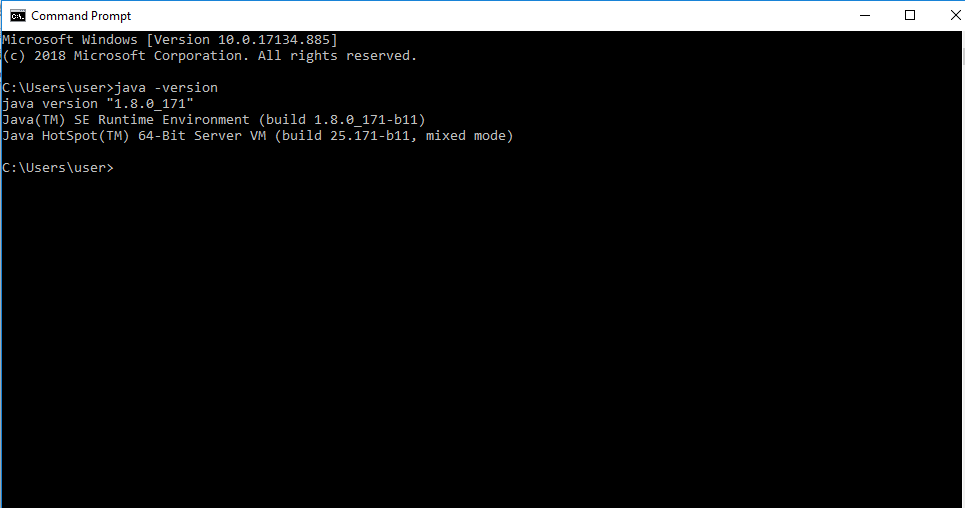 Command Prompt
Microsoft Windows [Version 10.0.17134.885]
(c) 2018 Microsoft Corporation. All rights reserved.
C:\Users\user>java -version
java version "1.8.0_171"
Java(TM) SE Runtime Environment (build 1.8.0_171-b11)
Java HotSpot(TM) 64-Bit Server VM (build 25.171-b11, mixed mode)
C:\Users\user>